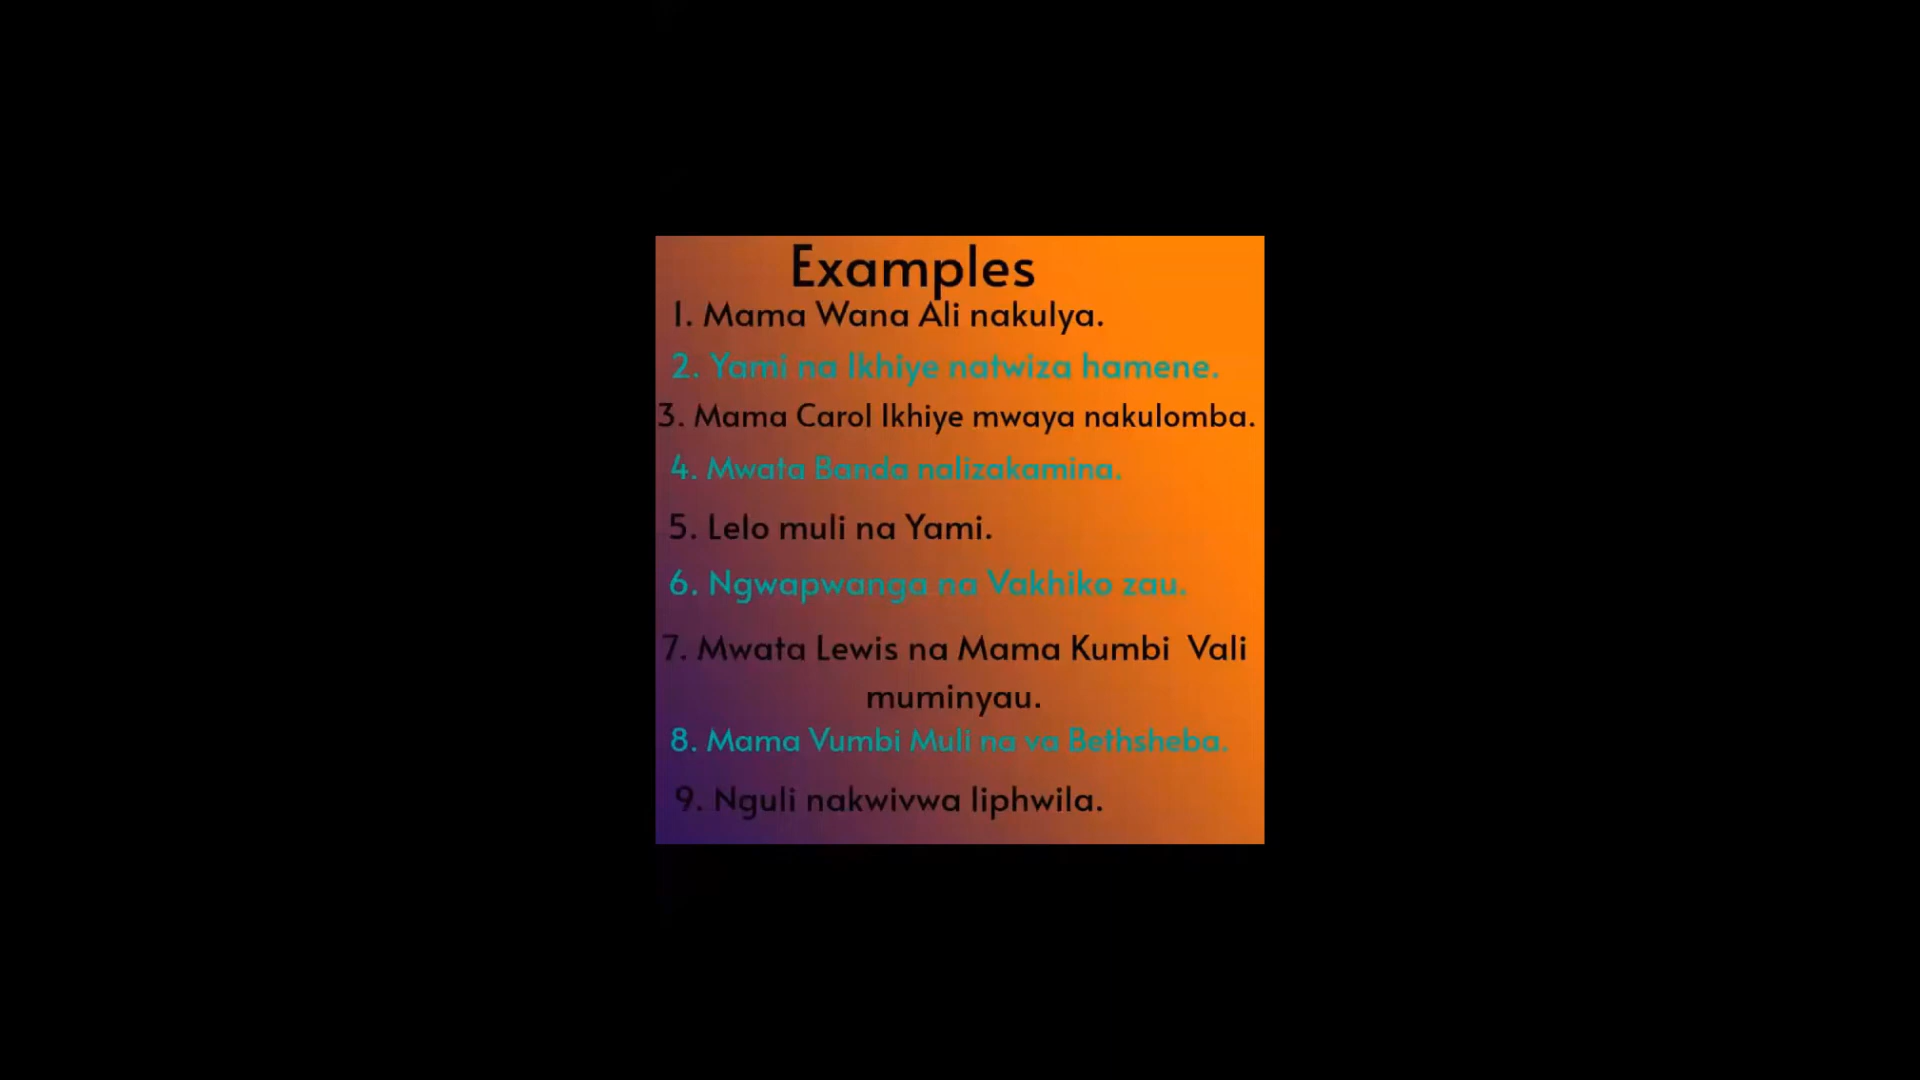 Examples
1. Mama Wana Ali nakulya.
2. Yami na Ikhiye natwiza hamene.
3. Mama Carol Ikhiye mwaya nakulomba.
4. Mwata Banda nalizakamina.
5. Lelo muli na Yami.
6. Ngwapwanga na Vakhiko zau.
7. Mwata Lewis na Mama Kumbi Vali
muminyau.
8. Mama Vumbi Muli na va Bethsheba.
9. Nguli nakwivwa liphwila.